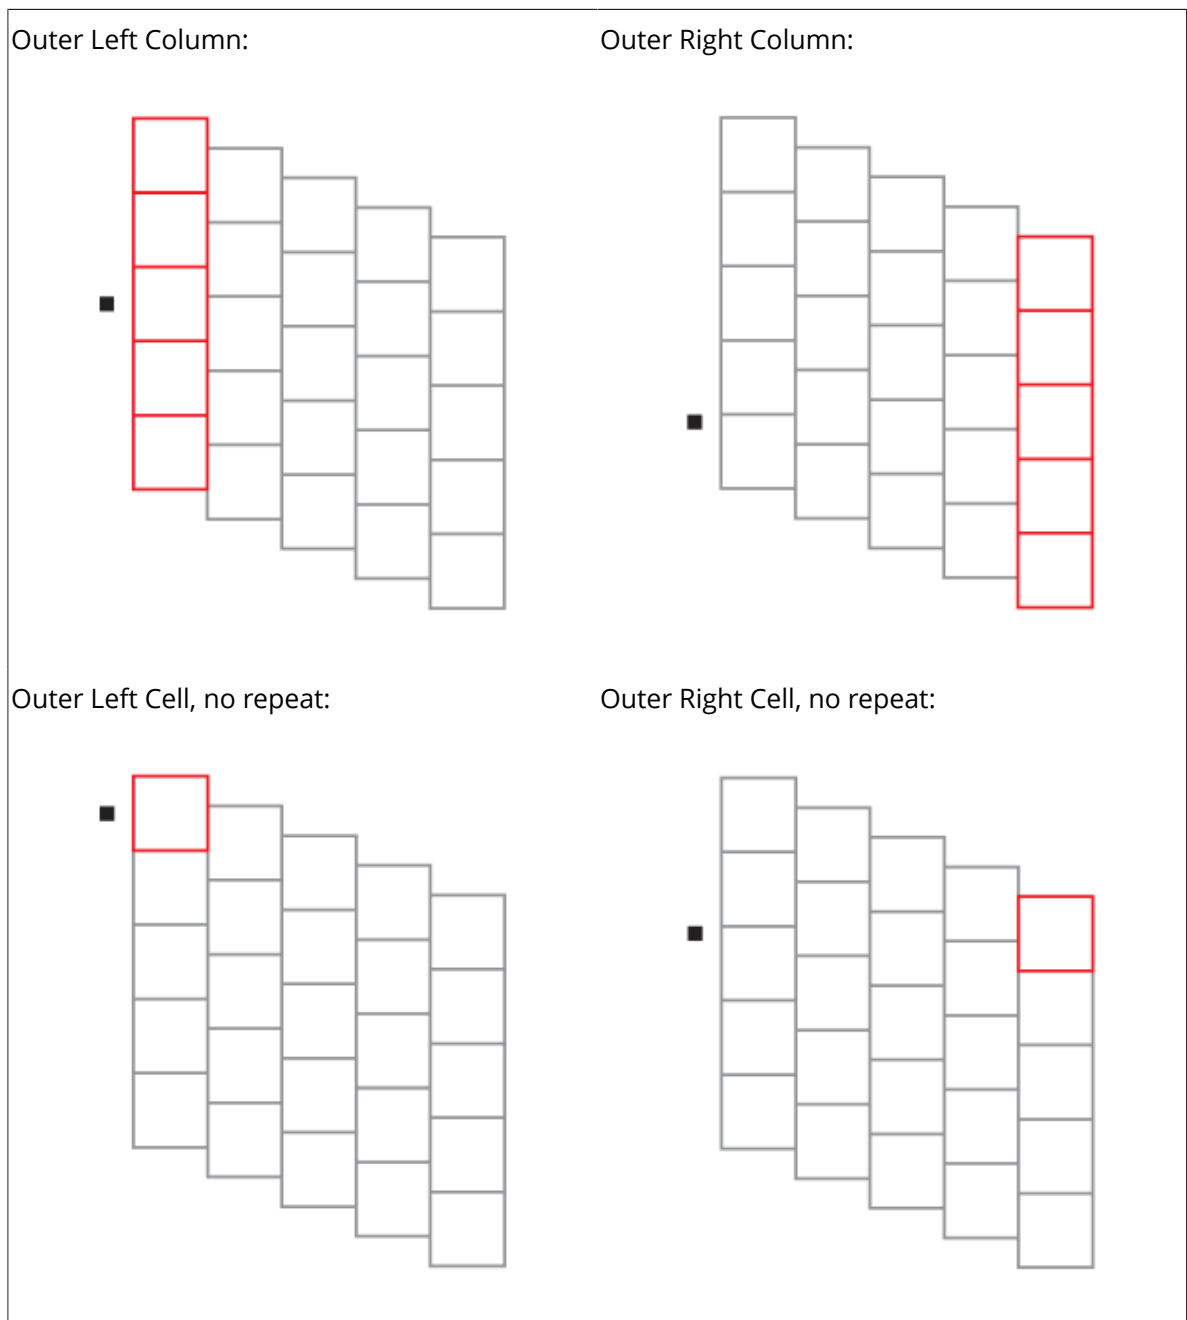 Outer Left Column:
Outer Right Column:
Outer Left Cell, no repeat:
Outer Right Cell, no repeat: